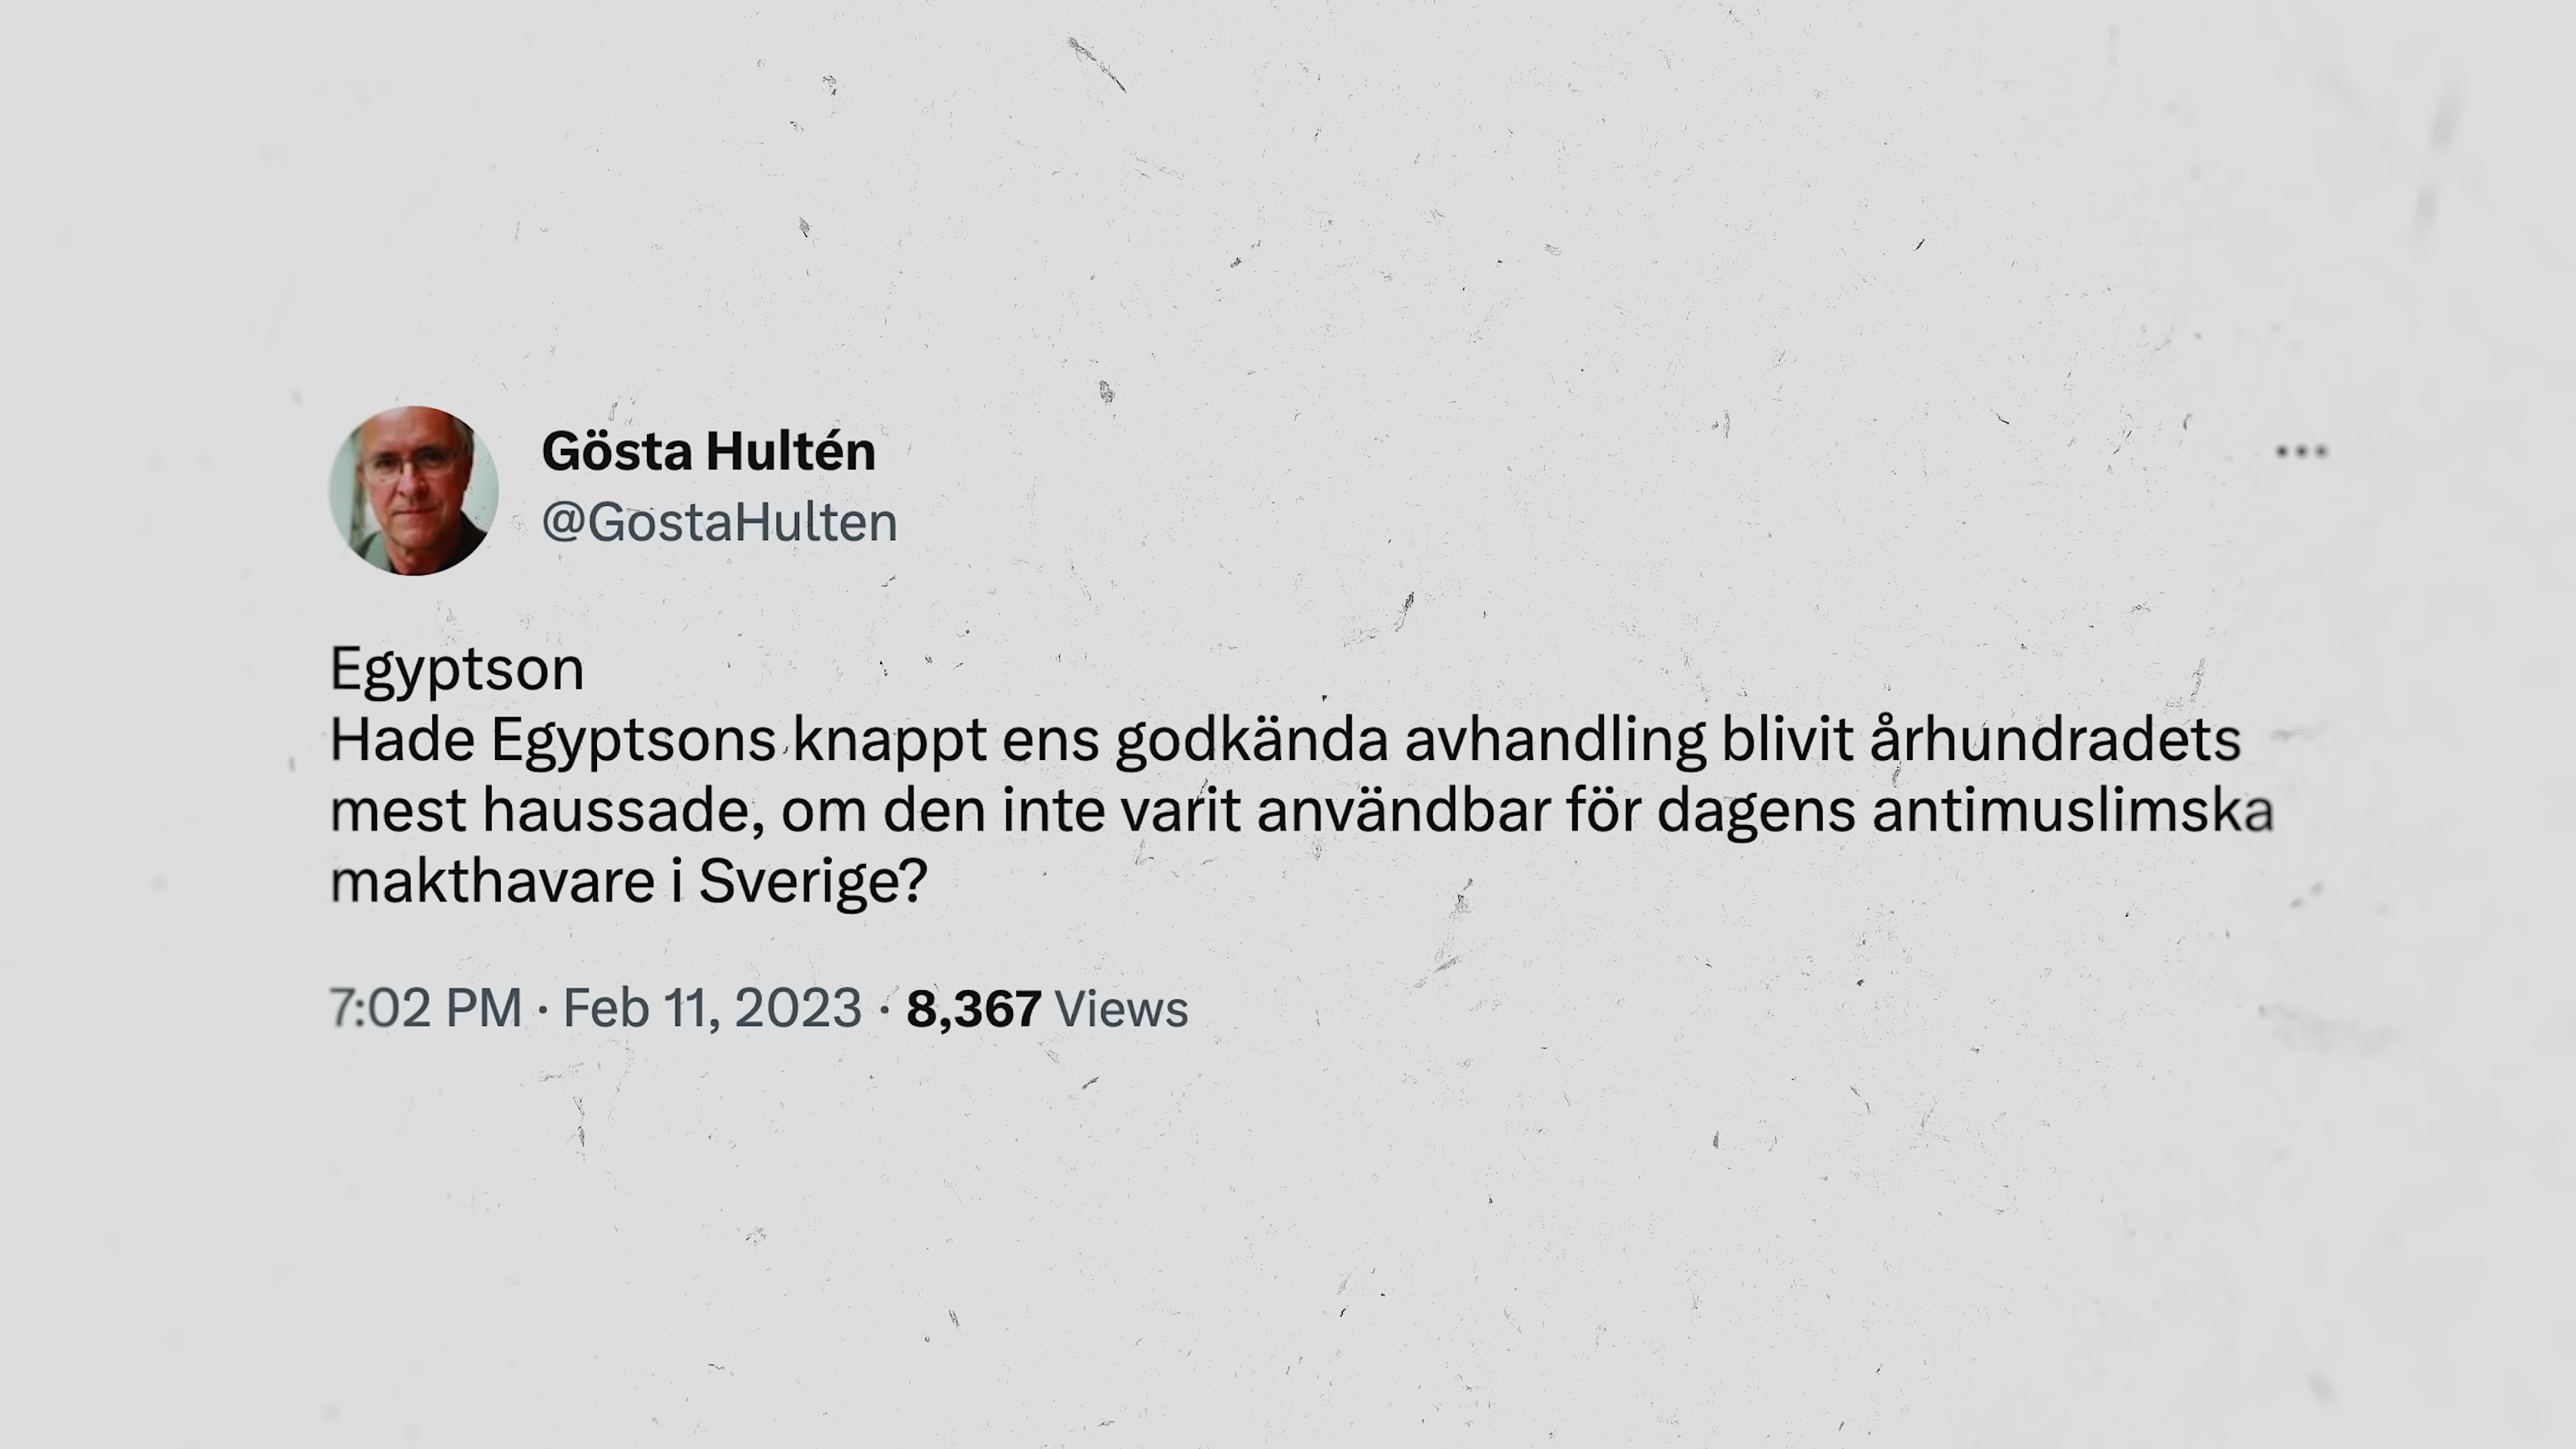 Gösta Hultén
@GostaHulten
Egyptson
Hade Egyptsons knappt ens godkända avhandling blivit århundradets
mest haussade, om den inte varit användbar för dagens antimuslimska
makthavare i Sverige?
7:02 PM · Feb 11, 2023 · 8,367 Views